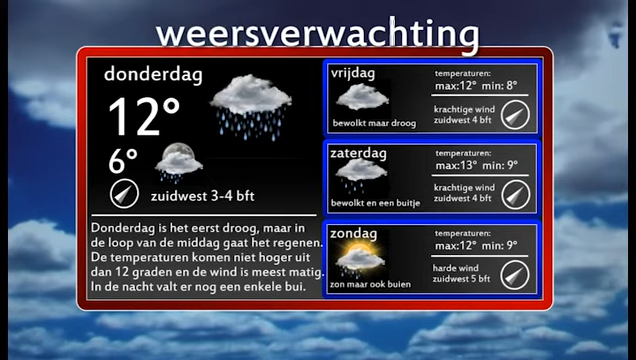 weersverwachting
donderdag
12°
6°
zuidwest 3-4 bft
Donderdag is het eerst droog, maar in
de loop van de middag gaat het regenen.
De temperaturen komen niet hoger uit
dan 12 graden en de wind is meest matig.
In de nacht valt er nog een enkele bui.
vrijdag
temperaturen:
max:12° min: 8°
krachtige wind
zuidwest 4 bft
bewolkt maar droog
zaterdag
temperaturen:
max:13° min: 9°
krachtige wind
zuidwest 4 bft
bewolkt en een buitje
zondag
temperaturen:
max:12° min: 9°
harde wind
zuidwest 5 bft
zon maar ook buien